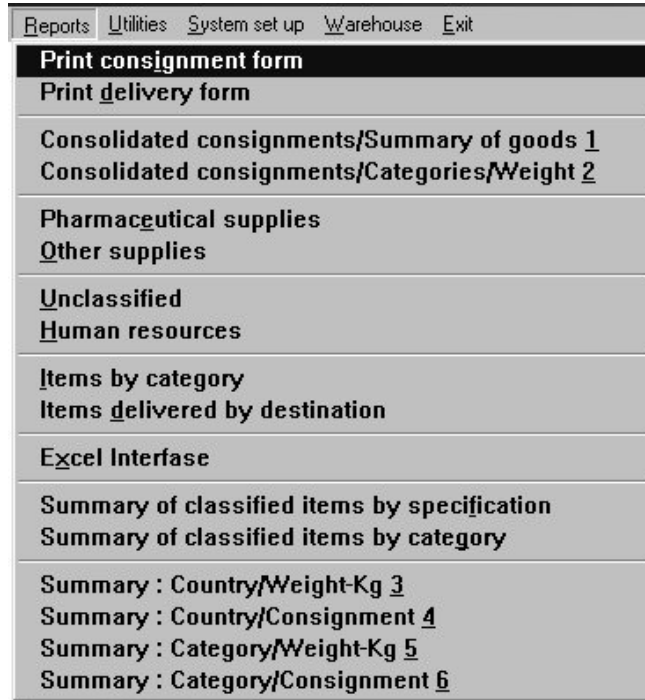 Reports Utilities System set up Warehouse Exit
Print consignment form
Print delivery form
Consolidated consignments/Summary of goods 1
Consolidated consignments/Categories/Weight 2
Pharmaceutical supplies
Other supplies
Unclassified
Human resources
Items by category
Items delivered by destination
Excel Interfase
Summary of classified items by specification
Summary of classified items by category
Summary : Country/Weight-Kg 3
Summary : Country/Consignment 4
Summary : Category/Weight-Kg 5
Summary : Category/Consignment 6